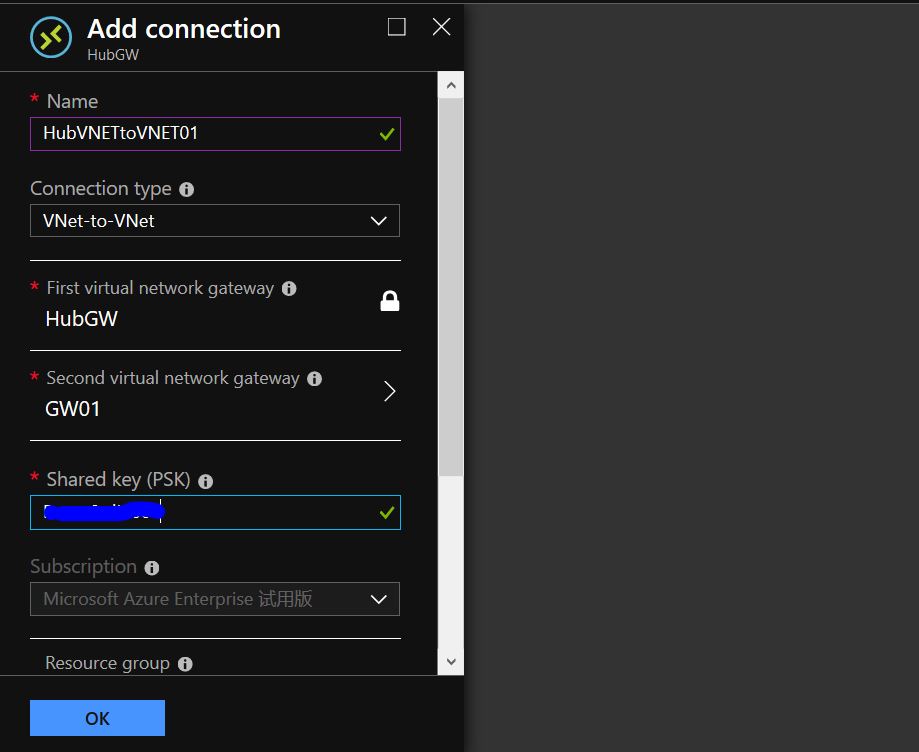 Add connection
HubGW
* Name
HubVNETtoVNET01
Connection type
VNet-to-VNet
* First virtual network gateway
HubGW
* Second virtual network gateway
GW01
* Shared key (PSK)
Subscription
Microsoft Azure Enterprise 试用版
Resource group
OK